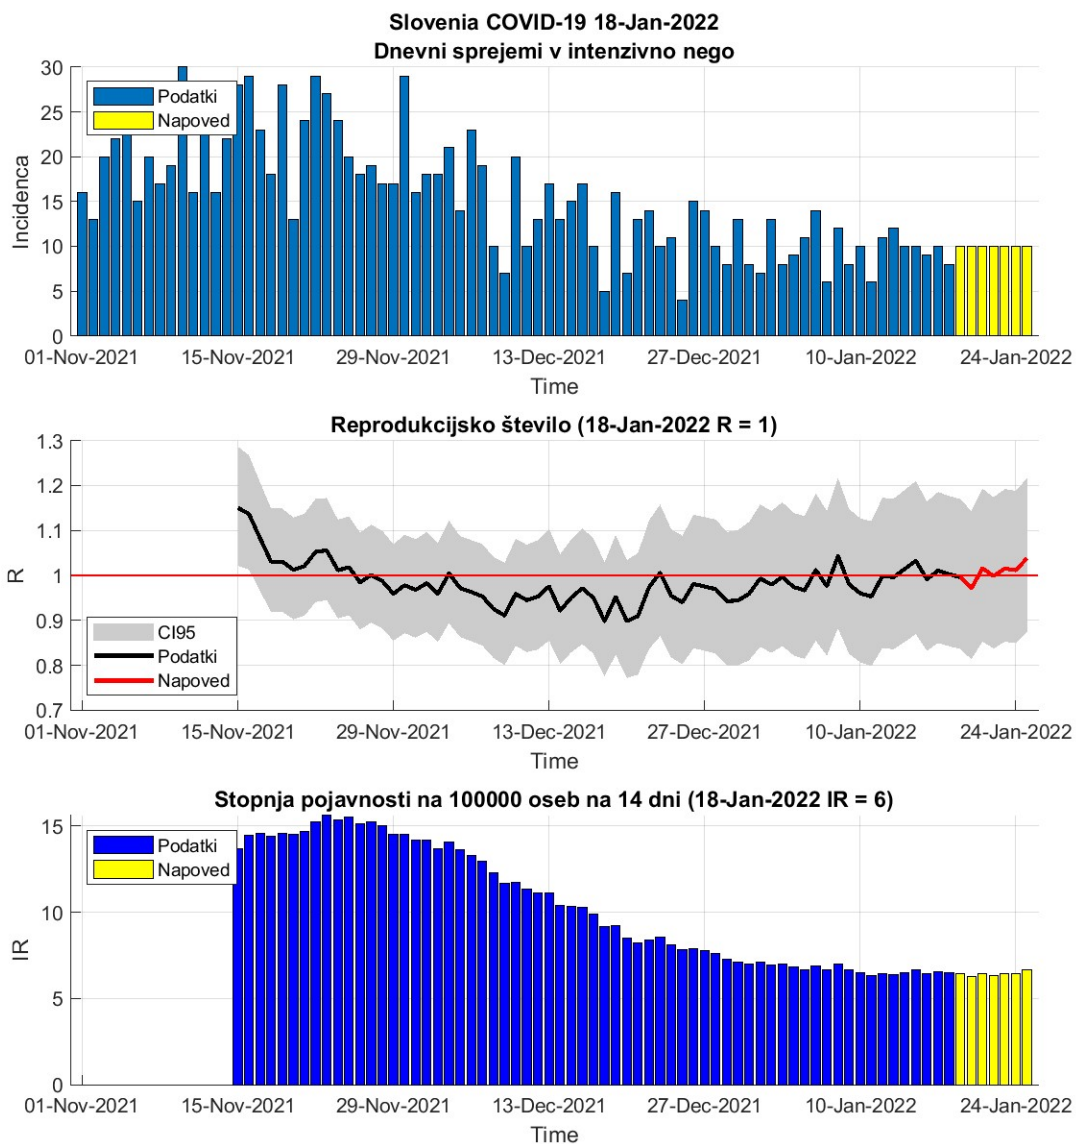 Slovenia COVID-19 18-Jan-2022
Dnevni sprejemi v intenzivno nego
Incidenca
30
25
20
15
10
5
0
Podatki
Napoved
01-Nov-2021 15-Nov-2021 29-Nov-2021 13-Dec-2021 27-Dec-2021 10-Jan-2022 24-Jan-2022
Time
Reprodukcijsko število (18-Jan-2022 R = 1)
R
1.3
1.2
1.1
1
0.9
0.8
0.7
CI95
Podatki
Napoved
01-Nov-2021 15-Nov-2021 29-Nov-2021 13-Dec-2021 27-Dec-2021 10-Jan-2022 24-Jan-2022
Time
Stopnja pojavnosti na 100000 oseb na 14 dni (18-Jan-2022 IR = 6)
IR
15
10
5
0
Podatki
Napoved
01-Nov-2021 15-Nov-2021 29-Nov-2021 13-Dec-2021 27-Dec-2021 10-Jan-2022 24-Jan-2022
Time